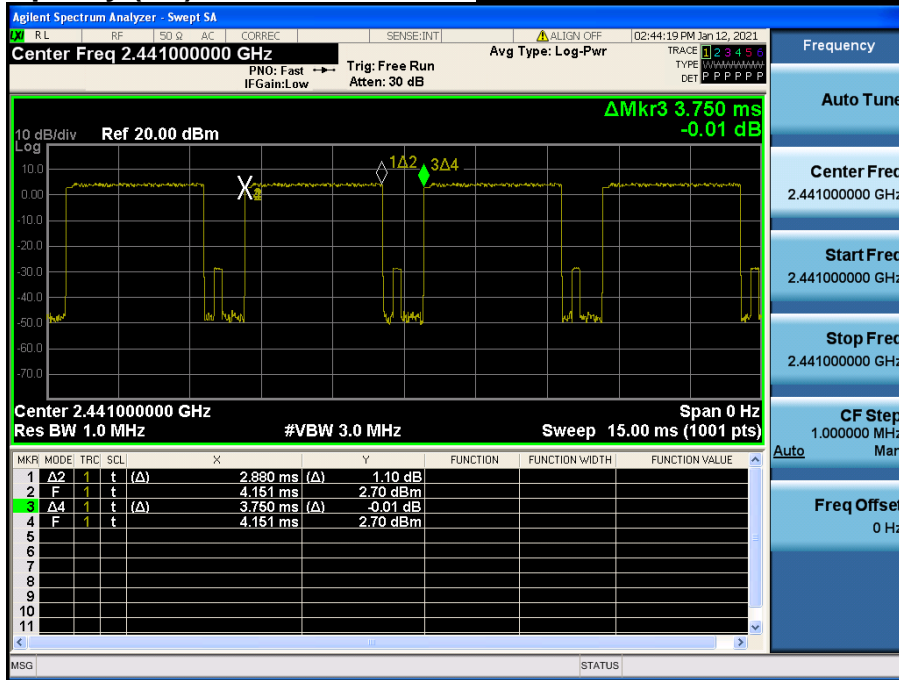 Agilent Spectrum Analyzer - Swept SA
LXI RL RF 50 Ω AC CORREC SENSE:INT ALIGN OFF 02:44:19 PM Jan 12, 2021
Center Freq 2.441000000 GHz
PNO: Fast
IFGain:Low
Trig: Free Run
Atten: 30 dB
Avg Type: Log-Pwr
TRACE 1 2 3 4 5 6
TYPE
DET P P P P P P
ΔMkr3 3.750 ms
-0.01 dB
10 dB/div
Log
Ref 20.00 dBm
10.0
0.00
-10.0
-20.0
-30.0
-40.0
-50.0
-60.0
-70.0
X
1Δ2
3Δ4
Center 2.441000000 GHz
Span 0 Hz
Res BW 1.0 MHz
#VBW 3.0 MHz
Sweep 15.00 ms (1001 pts)
MKR MODE TRC SCL X Y FUNCTION FUNCTION WIDTH FUNCTION VALUE
1 Δ2 1 t (Δ) 2.880 ms (Δ) 1.10 dB
2 F 1 t 4.151 ms 2.70 dBm
3 Δ4 1 t (Δ) 3.750 ms (Δ) -0.01 dB
4 F 1 t 4.151 ms 2.70 dBm
5
6
7
8
9
10
11
MSG
STATUS
Frequency
Auto Tune
Center Freq
2.441000000 GHz
Start Freq
2.441000000 GHz
Stop Freq
2.441000000 GHz
CF Step
1.000000 MHz
Auto Man
Freq Offset
0 Hz